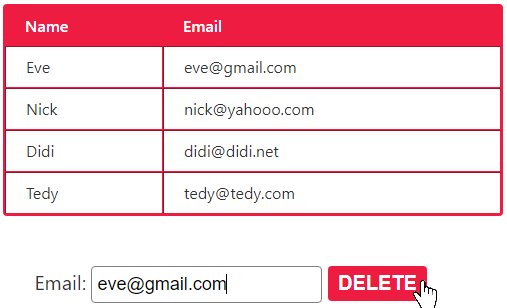 Name Email
Eve eve@gmail.com
Nick nick@yahooo.com
Didi didi@didi.net
Tedy tedy@tedy.com
Email: eve@gmail.com DELETE